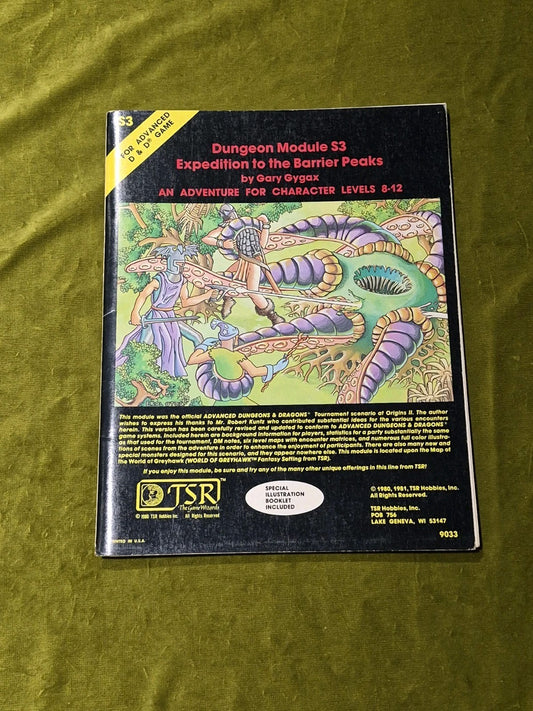 S3
FOR ADVANCED
D & D® GAME
Dungeon Module S3
Expedition to the Barrier Peaks
by Gary Gygax
AN ADVENTURE FOR CHARACTER LEVELS 8-12
This module was the official ADVANCED DUNGEONS & DRAGONS® Tournament scenario of Origins II. The author
wishes to express his thanks to Mr. Robert Kuntz who contributed substantial ideas for the various encounters
herein. This version has been carefully revised and updated to conform to ADVANCED DUNGEONS & DRAGONS®
game systems. Included herein are background information for players, statistics for a party substantially the same
as that used for the tournament, DM notes, six level maps with encounter matrices, and numerous full color illustra-
tions of scenes from the adventure in order to enhance the enjoyment of participants. There are also many new and
special monsters designed for this scenario, and they appear nowhere else. This module is located upon the Map of
The World of Greyhawk (WORLD OF GREYHAWK™ Fantasy Setting from TSR).
If you enjoy this module, be sure and try any of the many other unique offerings in this line from TSR!
TSR
The Game Wizards
© 1980 TSR Hobbies Inc. All Rights Reserved
SPECIAL
ILLUSTRATION
BOOKLET
INCLUDED
© 1980, 1981, TSR Hobbies, Inc.
All Rights Reserved.
TSR Hobbies, Inc.
POB 756
LAKE GENEVA, WI 53147
PRINTED IN U.S.A.
9033